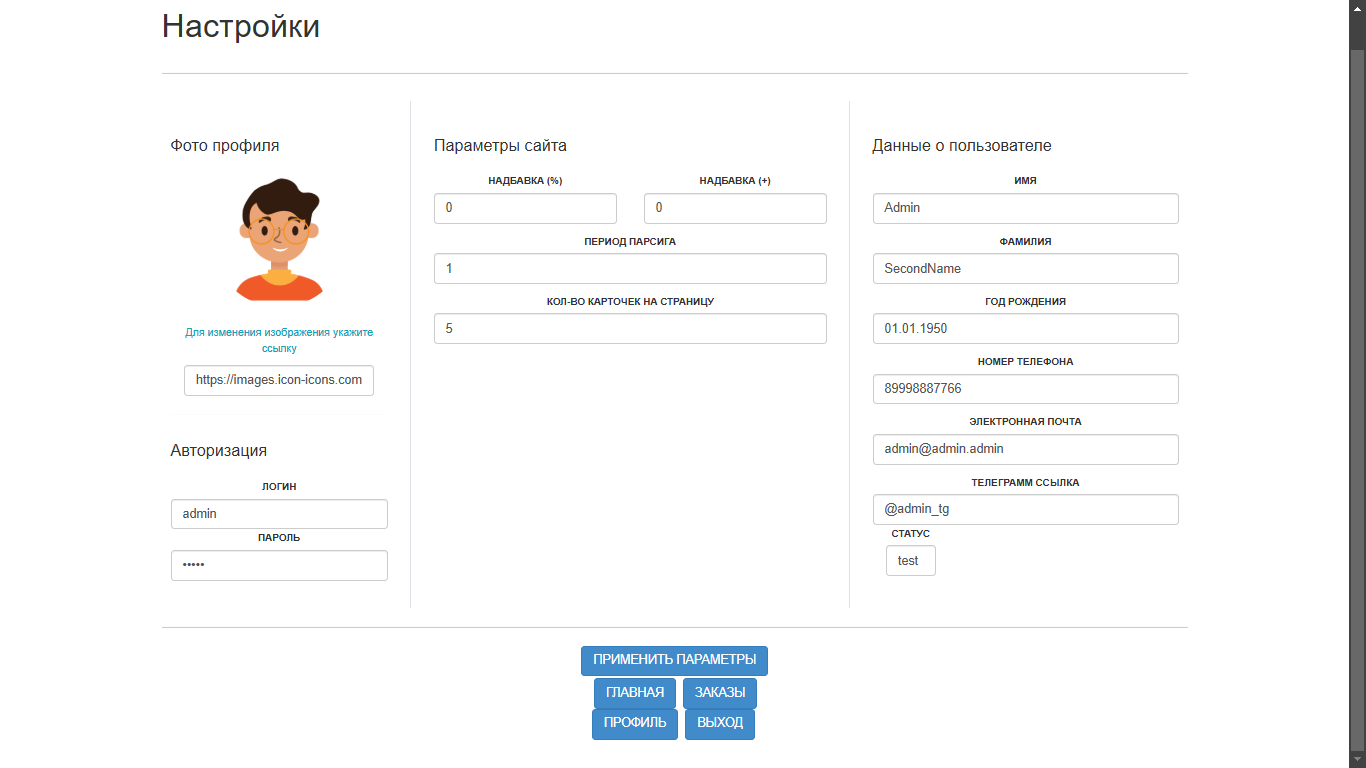 Настройки
Фото профиля
Для изменения изображения укажите
ссылку
https://images.icon-icons.com
Авторизация
ЛОГИН
admin
ПАРОЛЬ
•••••
Параметры сайта
НАДБАВКА (%)
НАДБАВКА (+)
0
0
ПЕРИОД ПАРСИГА
1
КОЛ-ВО КАРТОЧЕК НА СТРАНИЦУ
5
Данные о пользователе
ИМЯ
Admin
ФАМИЛИЯ
SecondName
ГОД РОЖДЕНИЯ
01.01.1950
НОМЕР ТЕЛЕФОНА
89998887766
ЭЛЕКТРОННАЯ ПОЧТА
admin@admin.admin
ТЕЛЕГРАММ ССЫЛКА
@admin_tg
СТАТУС
test
ПРИМЕНИТЬ ПАРАМЕТРЫ
ГЛАВНАЯ ЗАКАЗЫ
ПРОФИЛЬ ВЫХОД